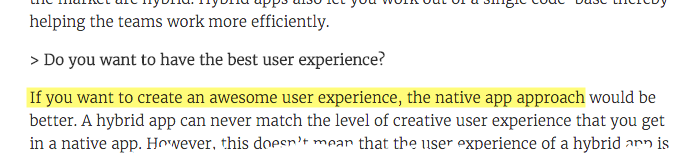 the market are hybrid. Hybrid apps also let you work out of a single code base thereby
helping the teams work more efficiently.
> Do you want to have the best user experience?
If you want to create an awesome user experience, the native app approach would be
better. A hybrid app can never match the level of creative user experience that you get
in a native app. However, this doesn't mean that the user experience of a hybrid app is